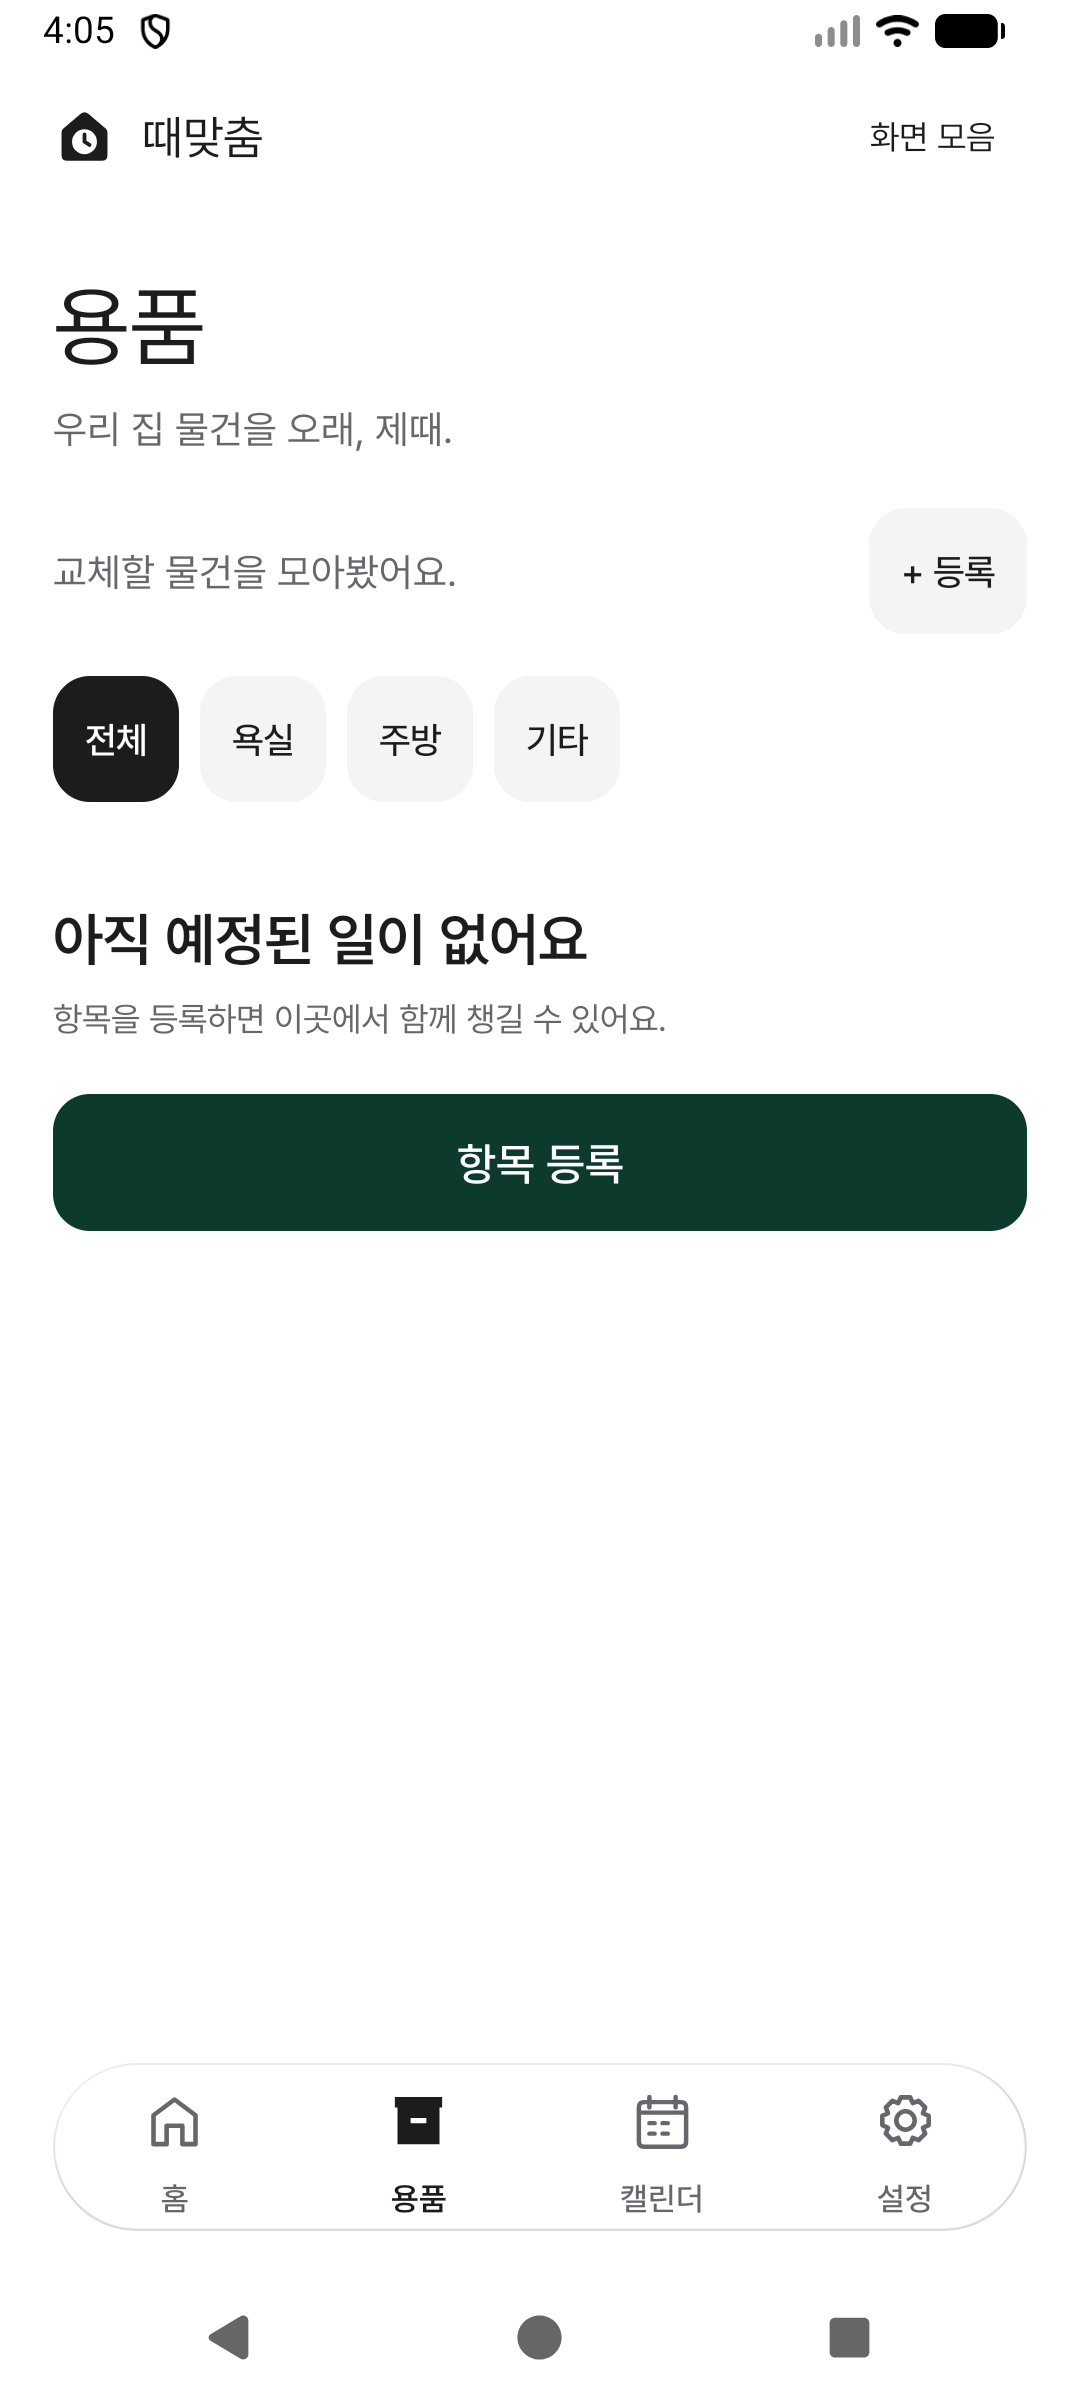 4:05
때맞춤
화면 모음
용품
우리 집 물건을 오래, 제때.
교체할 물건을 모아봤어요.
+ 등록
전체
욕실
주방
기타
아직 예정된 일이 없어요
항목을 등록하면 이곳에서 함께 챙길 수 있어요.
항목 등록
홈
용품
캘린더
설정